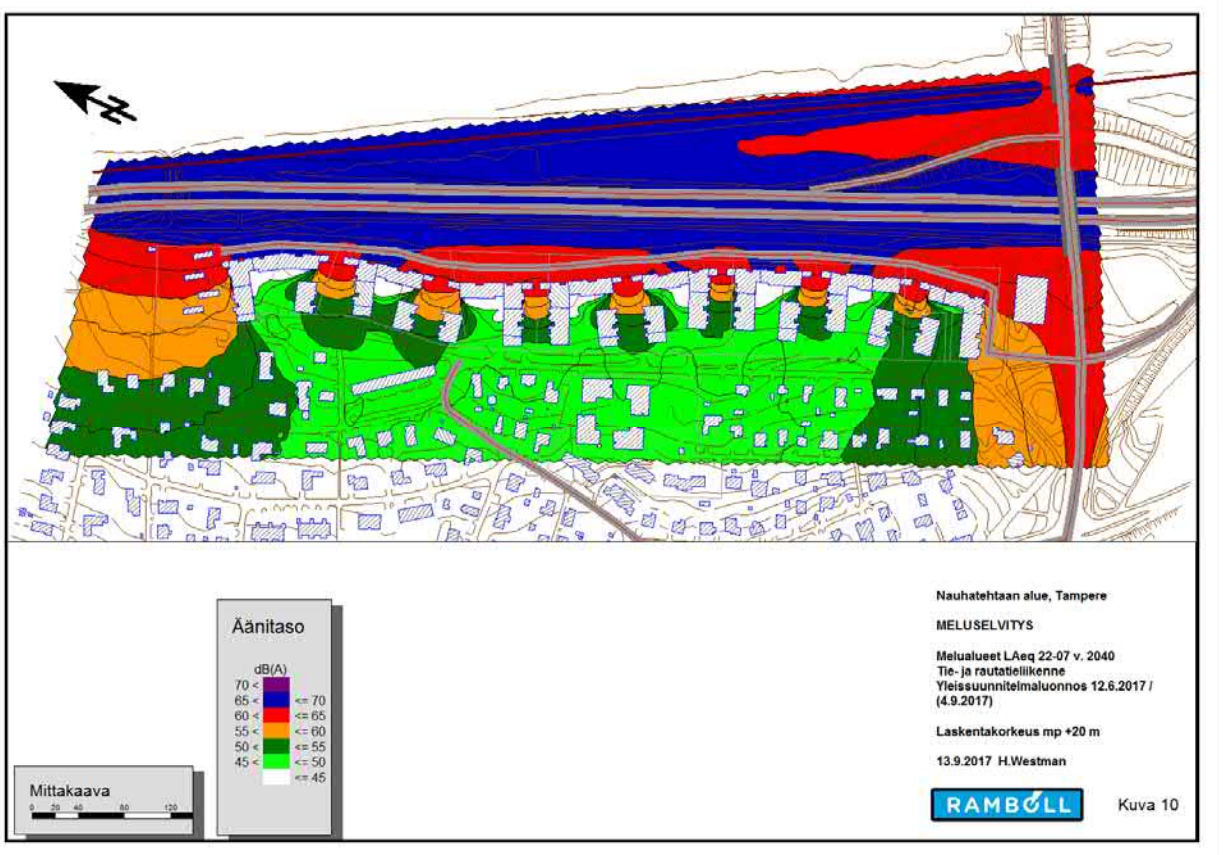 N
Äänitaso
dB(A)
70 <
65 < <= 70
60 < <= 65
55 < <= 60
50 < <= 55
45 < <= 50
<= 45
Mittakaava
0 20 40 80 120
Nauhatehtaan alue, Tampere
MELUSELVITYS
Melualueet LAeq 22-07 v. 2040
Tie- ja rautatieliikenne
Yleissuunnitelmaluonnos 12.6.2017 /
(4.9.2017)
Laskentakorkeus mp +20 m
13.9.2017 H.Westman
RAMBOLL
Kuva 10